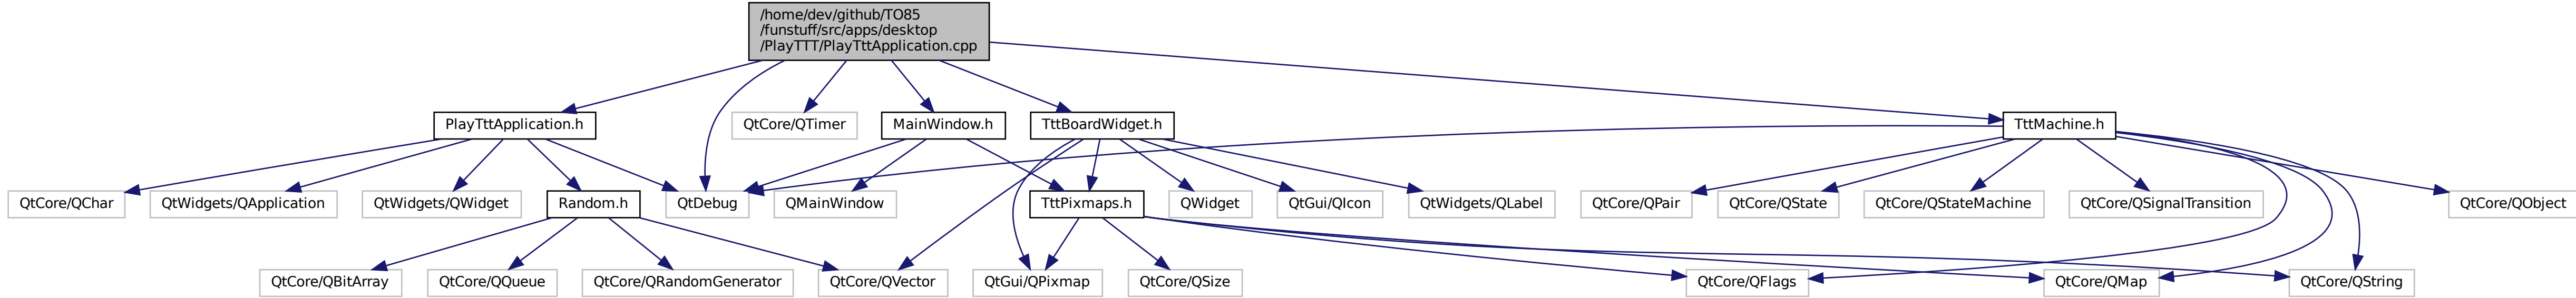 /home/dev/github/TO85
/funstuff/src/apps/desktop
/PlayTTT/PlayTttApplication.cpp
PlayTttApplication.h
QtCore/QTimer
MainWindow.h
TttBoardWidget.h
TttMachine.h
QtCore/QChar
QtWidgets/QApplication
QtWidgets/QWidget
Random.h
QtDebug
QMainWindow
TttPixmaps.h
QWidget
QtGui/QIcon
QtWidgets/QLabel
QtCore/QPair
QtCore/QState
QtCore/QStateMachine
QtCore/QSignalTransition
QtCore/QObject
QtCore/QBitArray
QtCore/QQueue
QtCore/QRandomGenerator
QtCore/QVector
QtGui/QPixmap
QtCore/QSize
QtCore/QFlags
QtCore/QMap
QtCore/QString